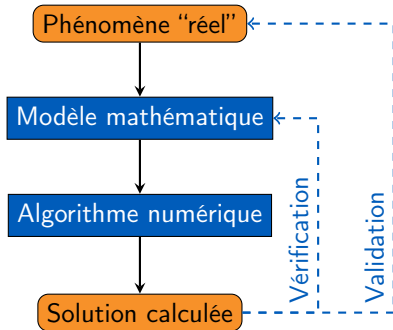 Phénomène “réel”
Modèle mathématique
Algorithme numérique
Solution calculée
Vérification
Validation